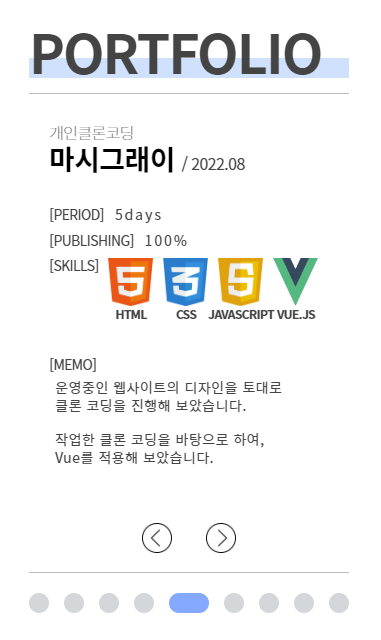 PORTFOLIO
개인클론코딩
마시그래이 / 2022.08
[PERIOD] 5days
[PUBLISHING] 100%
[SKILLS]
HTML CSS JAVASCRIPT VUE.JS
[MEMO]
운영중인 웹사이트의 디자인을 토대로
클론 코딩을 진행해 보았습니다.
작업한 클론 코딩을 바탕으로 하여,
Vue를 적용해 보았습니다.